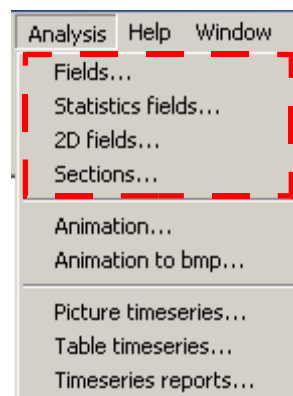 Analysis Help Window
Fields...
Statistics fields...
2D fields...
Sections...
Animation...
Animation to bmp...
Picture timeseries...
Table timeseries...
Timeseries reports...